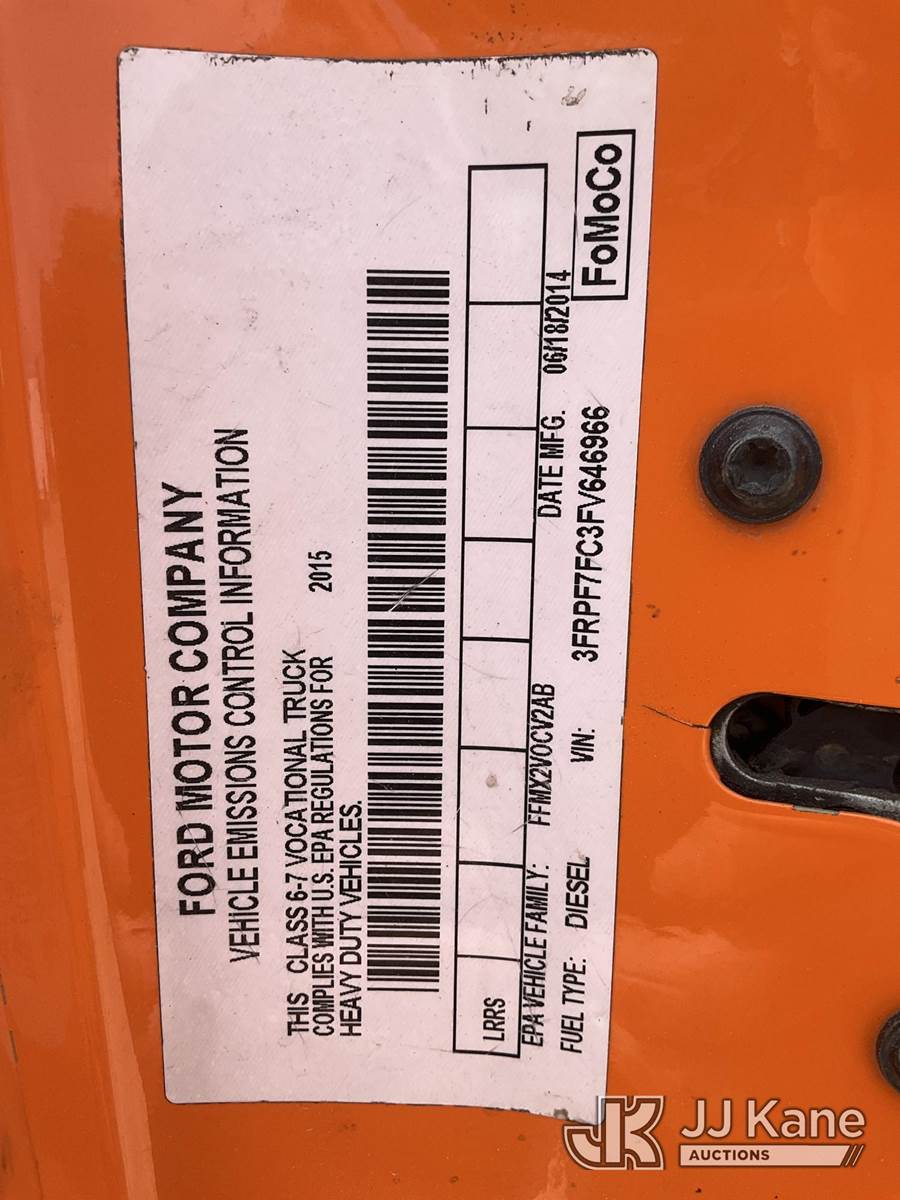 FORD MOTOR COMPANY
VEHICLE EMISSIONS CONTROL INFORMATION
THIS CLASS 6-7 VOCATIONAL TRUCK
COMPLIES WITH U.S. EPA REGULATIONS FOR 2015
HEAVY DUTY VEHICLES.
LRRS
EPA VEHICLE FAMILY: FFMX2VOCV2AB DATE MFG. 06/18/2014
FUEL TYPE: DIESEL VIN: 3FRPF7FC3FV646966
FoMoCo
JK JJ Kane
AUCTIONS